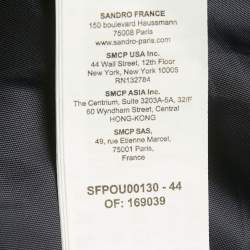 SANDRO FRANCE
150 boulevard Haussmann
75008 Paris
www.sandro-paris.com
SMCP USA Inc.
44 Wall Street, 12th Floor
New York, New York 10005
RN132784
SMCP ASIA Inc.
The Centrium, Suite 3203A-5A, 32/F
60 Wyndham Street, Central
HONG-KONG
SMCP SAS,
49, rue Etienne Marcel,
75001 Paris,
France
SFPOU00130 - 44
OF: 169039